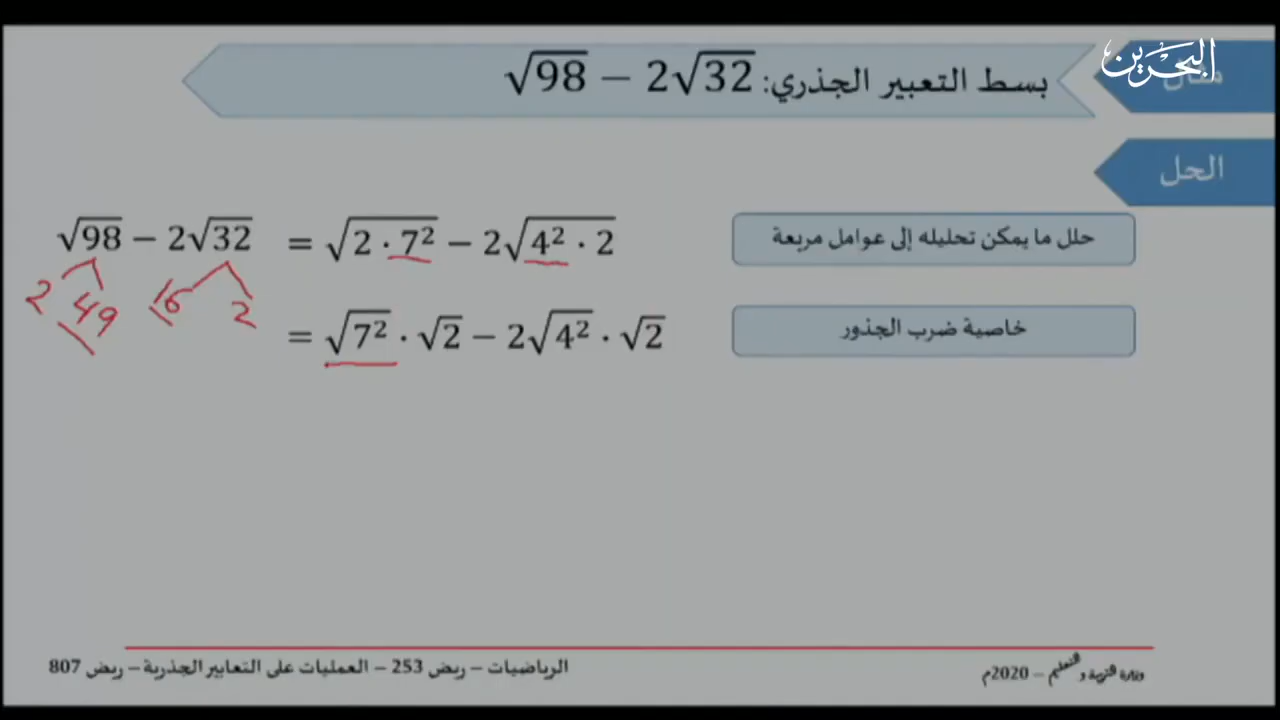 البحرين
مثال
بسط التعبير الجذري: √98 − 2√32
الحل
√98 − 2√32 = √(2 · 7²) − 2√(4² · 2)
حلل ما يمكن تحليله إلى عوامل مربعة
2 49 16 2
= √7² · √2 − 2√4² · √2
خاصية ضرب الجذور
وزارة التربية و التعليم – 2020م
الرياضيات – ريض 253 – العمليات على التعابير الجذرية – ريض 807